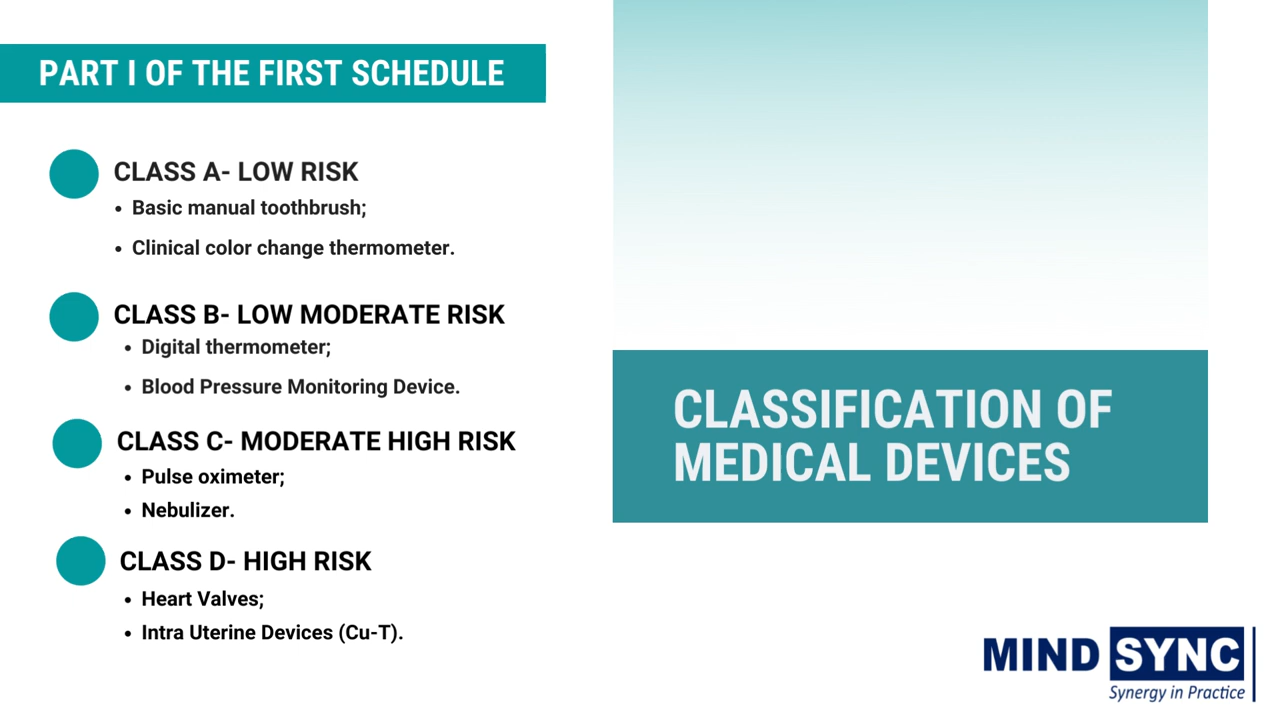 PART I OF THE FIRST SCHEDULE
CLASS A- LOW RISK
• Basic manual toothbrush;
• Clinical color change thermometer.
CLASS B- LOW MODERATE RISK
• Digital thermometer;
• Blood Pressure Monitoring Device.
CLASS C- MODERATE HIGH RISK
• Pulse oximeter;
• Nebulizer.
CLASS D- HIGH RISK
• Heart Valves;
• Intra Uterine Devices (Cu-T).
CLASSIFICATION OF
MEDICAL DEVICES
MIND SYNC
Synergy in Practice